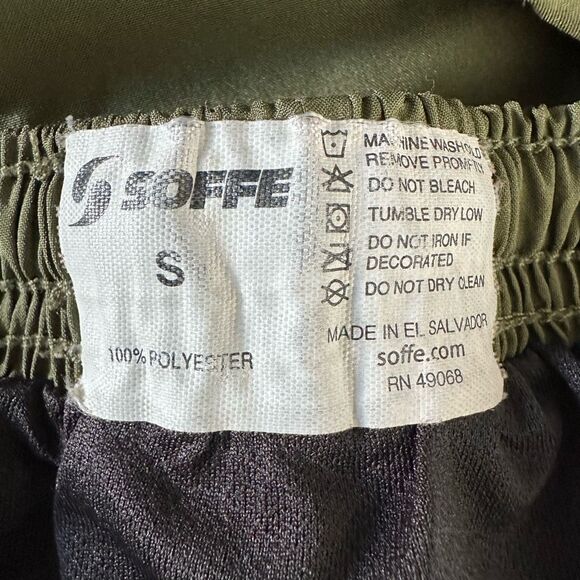 SOFFE
S
100% POLYESTER
MACHINE WASH COLD
REMOVE PROMPTLY
DO NOT BLEACH
TUMBLE DRY LOW
DO NOT IRON IF
DECORATED
DO NOT DRY CLEAN
MADE IN EL SALVADOR
soffe.com
RN 49068